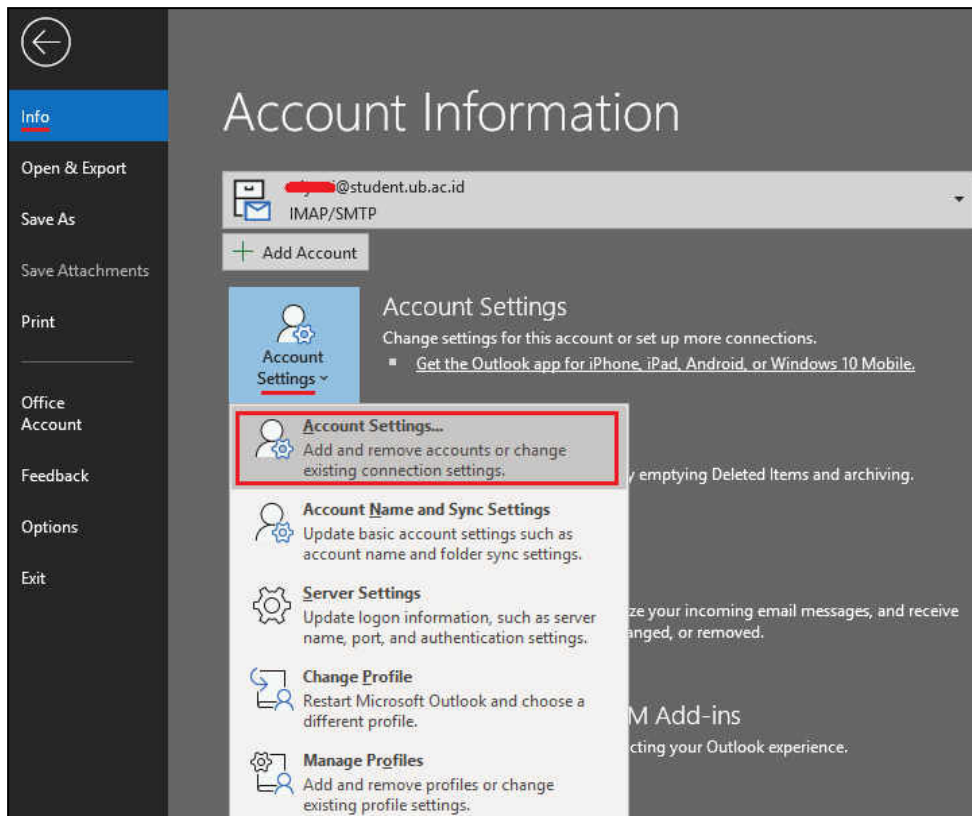 Info
Open & Export
Save As
Save Attachments
Print
Office
Account
Feedback
Options
Exit
Account Information
@student.ub.ac.id
IMAP/SMTP
Add Account
Account
Settings
Account Settings
Change settings for this account or set up more connections.
Get the Outlook app for iPhone, iPad, Android, or Windows 10 Mobile.
Account Settings...
Add and remove accounts or change
existing connection settings.
Account Name and Sync Settings
Update basic account settings such as
account name and folder sync settings.
Server Settings
Update logon information, such as server
name, port, and authentication settings.
Change Profile
Restart Microsoft Outlook and choose a
different profile.
Manage Profiles
Add and remove profiles or change
existing profile settings.
emptying Deleted Items and archiving.
your incoming email messages, and receive
or removed.
Add-ins
your Outlook experience.